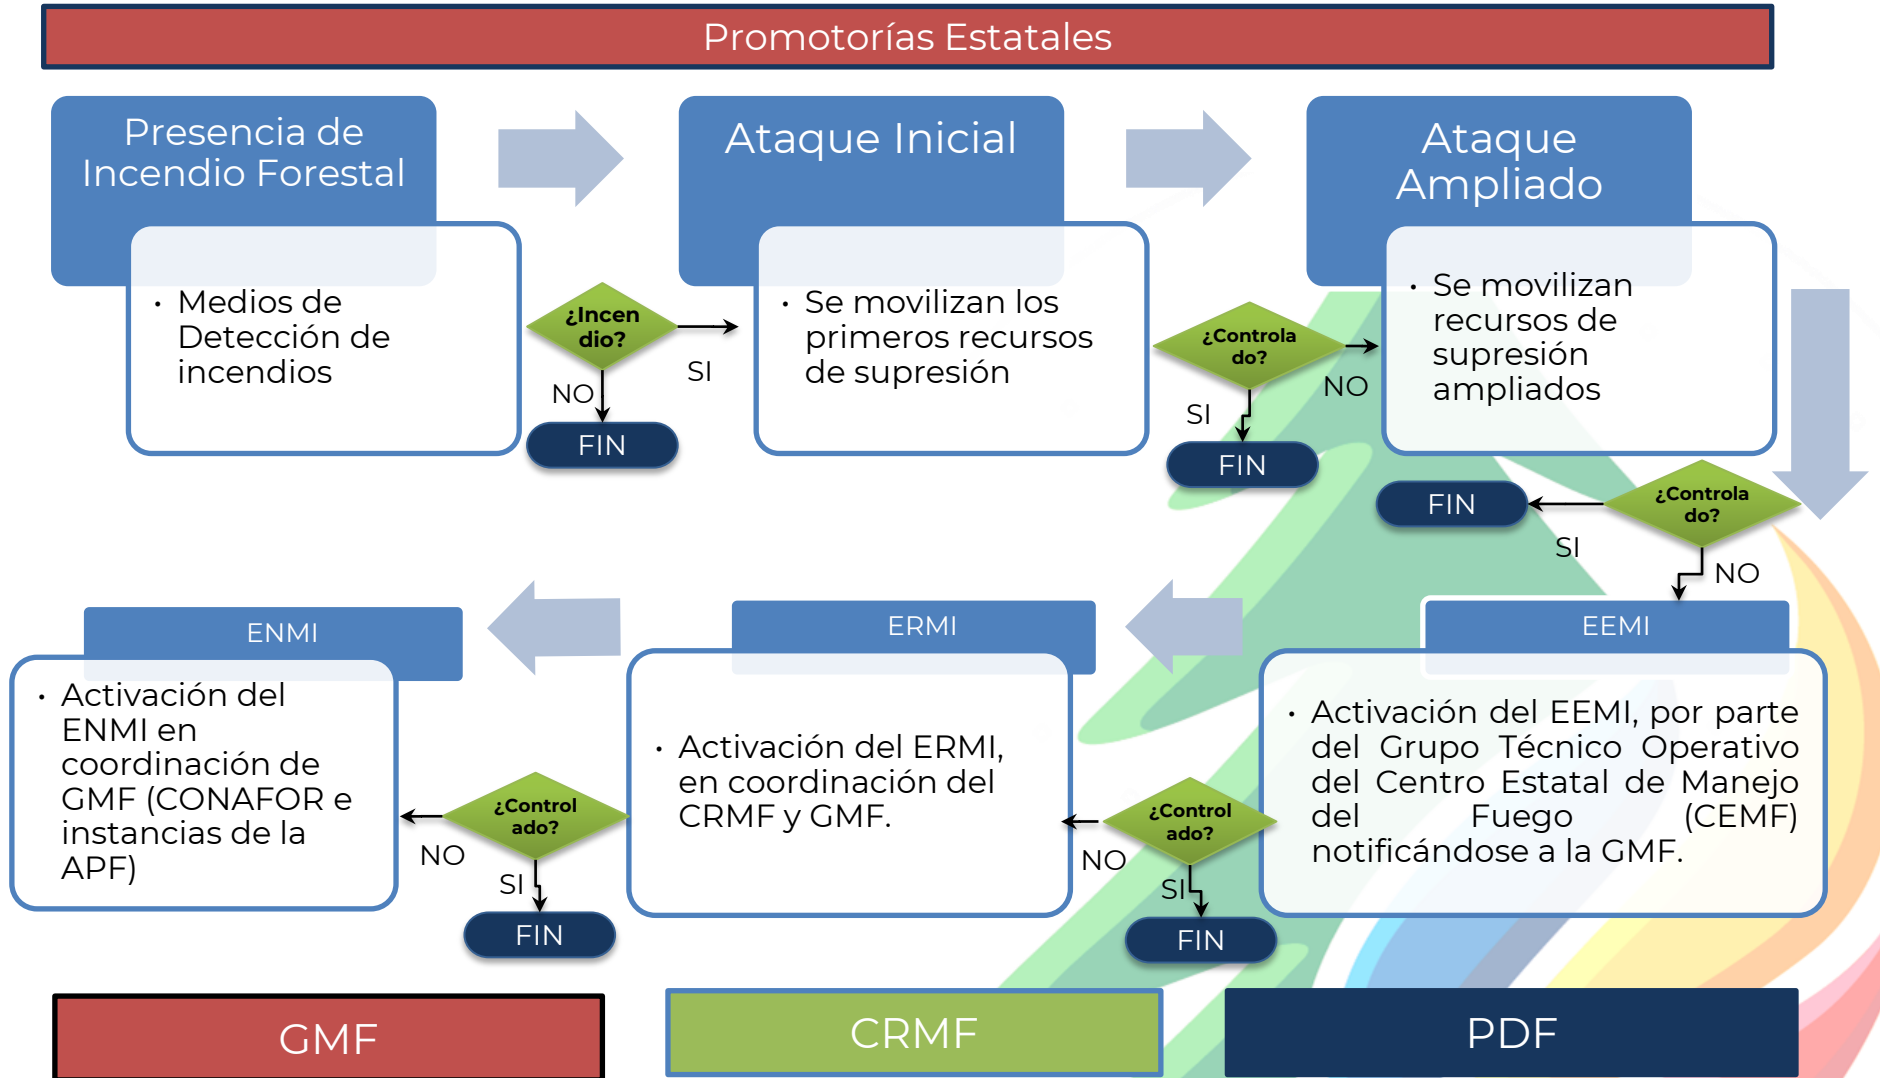 Promotorías Estatales
Presencia de
Incendio Forestal
· Medios de
Detección de
incendios
¿Incen
dio?
SI
NO
FIN
Ataque Inicial
· Se movilizan los
primeros recursos
de supresión
¿Controla
do?
NO
SI
FIN
Ataque
Ampliado
· Se movilizan
recursos de
supresión
ampliados
¿Controla
do?
FIN
SI
NO
EEMI
· Activación del EEMI, por parte
del Grupo Técnico Operativo
del Centro Estatal de Manejo
del Fuego (CEMF)
notificándose a la GMF.
¿Control
ado?
NO
SI
FIN
ERMI
· Activación del ERMI,
en coordinación del
CRMF y GMF.
¿Control
ado?
NO
SI
FIN
ENMI
· Activación del
ENMI en
coordinación de
GMF (CONAFOR e
instancias de la
APF)
GMF
CRMF
PDF